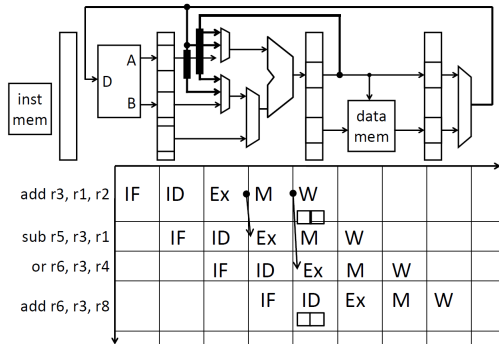 A
D
B
inst
mem
data
mem
add r3, r1, r2 IF ID Ex M W
sub r5, r3, r1 IF ID Ex M W
or r6, r3, r4 IF ID Ex M W
add r6, r3, r8 IF ID Ex M W